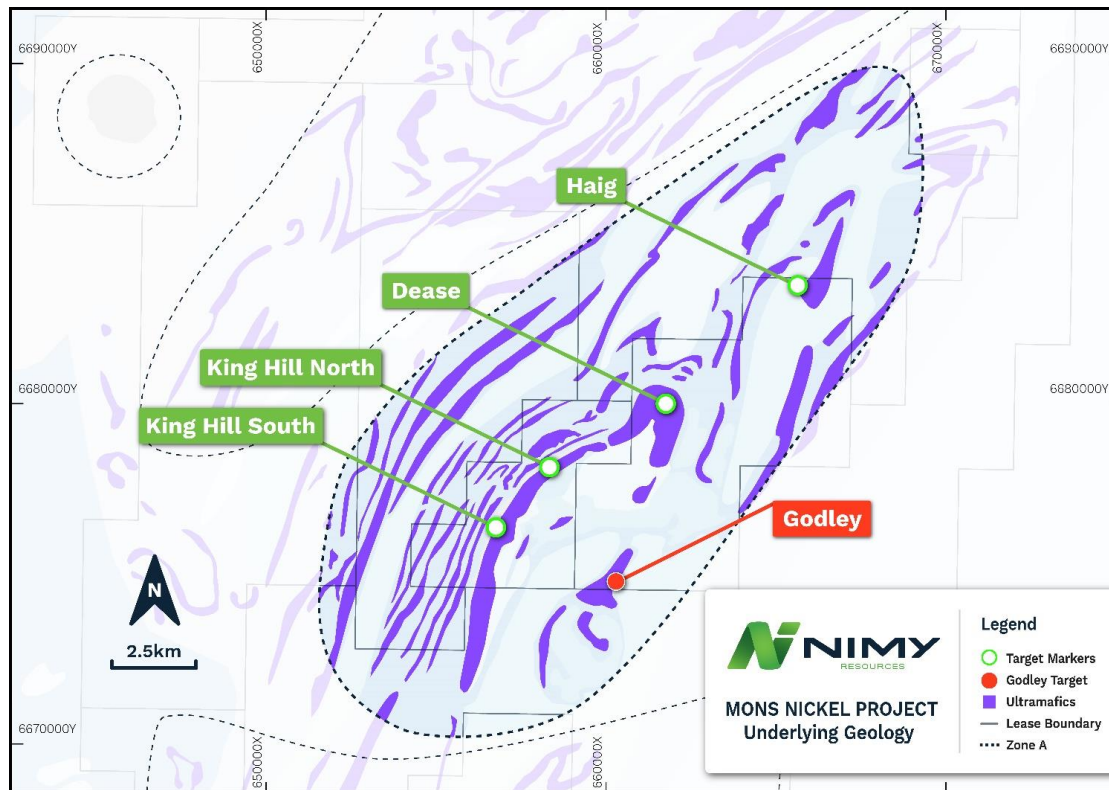 6690000Y
650000X
660000X
670000X
6690000Y
Haig
Dease
King Hill North
6680000Y
6680000Y
King Hill South
Godley
N
2.5km
NIMY
RESOURCES
MONS NICKEL PROJECT
Underlying Geology
Legend
Target Markers
Godley Target
Ultramafics
Lease Boundary
Zone A
6670000Y
650000X
660000X